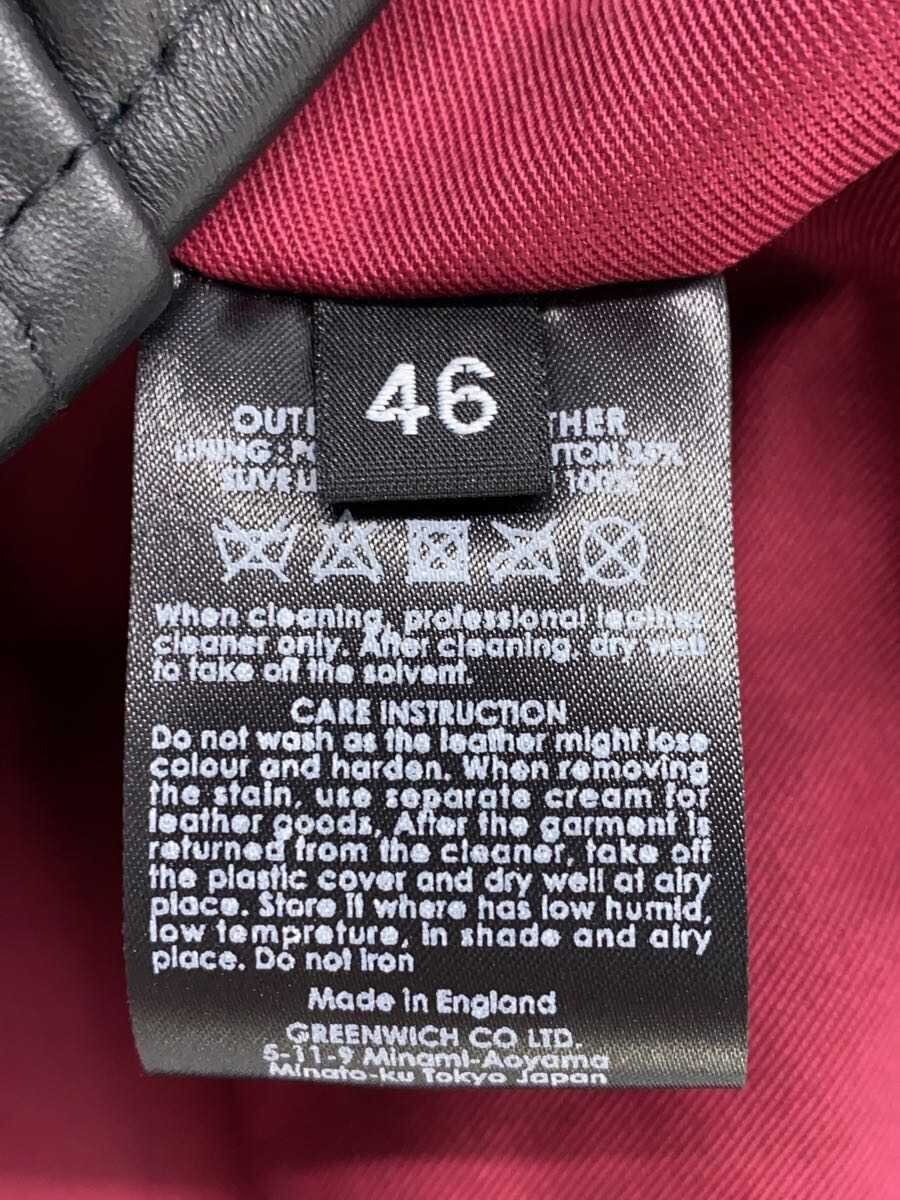 46
LINING
35%
100%
When cleaning, professional leather
cleaner only. After cleaning, dry well
to take off the solvent.
CARE INSTRUCTION
Do not wash as the leather might lose
colour and harden. When removing
the stain, use separate cream for
leather goods. After the garment is
returned from the cleaner, take off
the plastic cover and dry well at airy
place. Store it where has low humid,
low tempreture, in shade and airy
place. Do not iron
Made in England
GREENWICH CO LTD.
5-11-9 Minami-Aoyama
Minato-ku Tokyo Japan